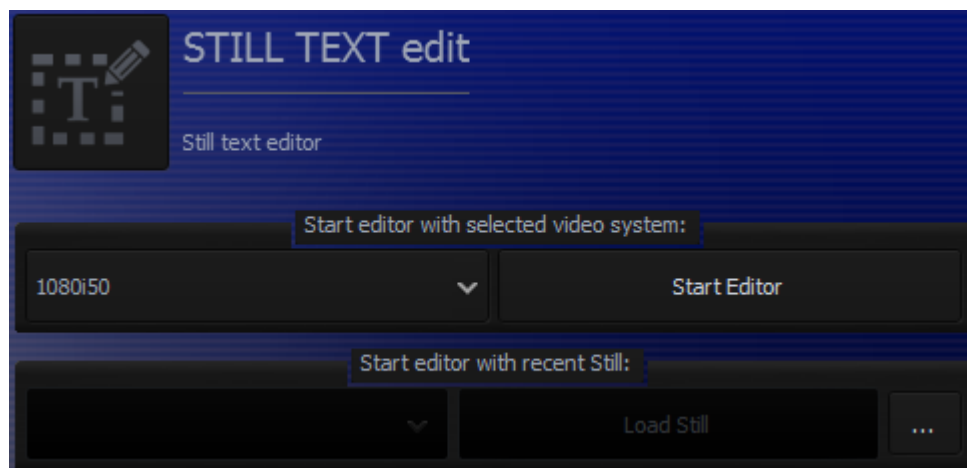 T
STILL TEXT edit
Still text editor
Start editor with selected video system:
1080i50
Start Editor
Start editor with recent Still:
Load Still
...